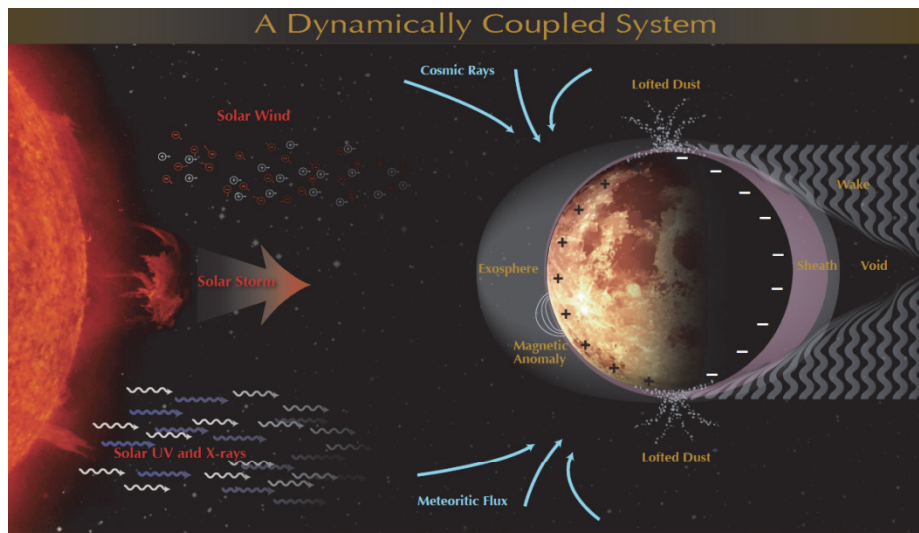 A Dynamically Coupled System
Cosmic Rays
Lofted Dust
Solar Wind
Wake
Solar Storm
Exosphere
Sheath
Void
Magnetic
Anomaly
Solar UV and X-rays
Lofted Dust
Meteoritic Flux